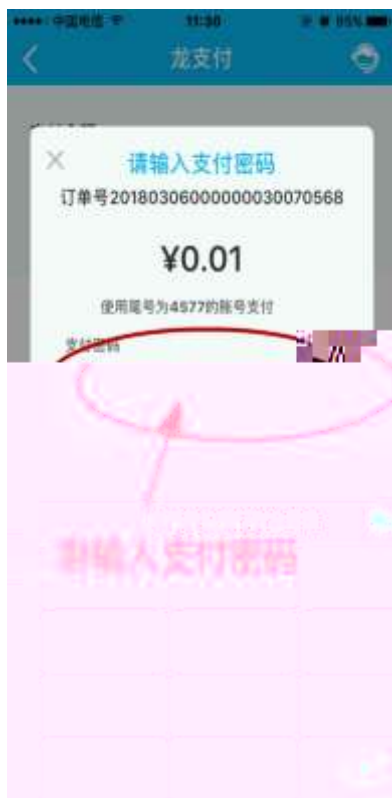 中国电信 11:30 95%
龙支付
请输入支付密码
订单号20180306000000030070568
¥0.01
使用尾号为4577的账号支付
支付密码
请输入支付密码